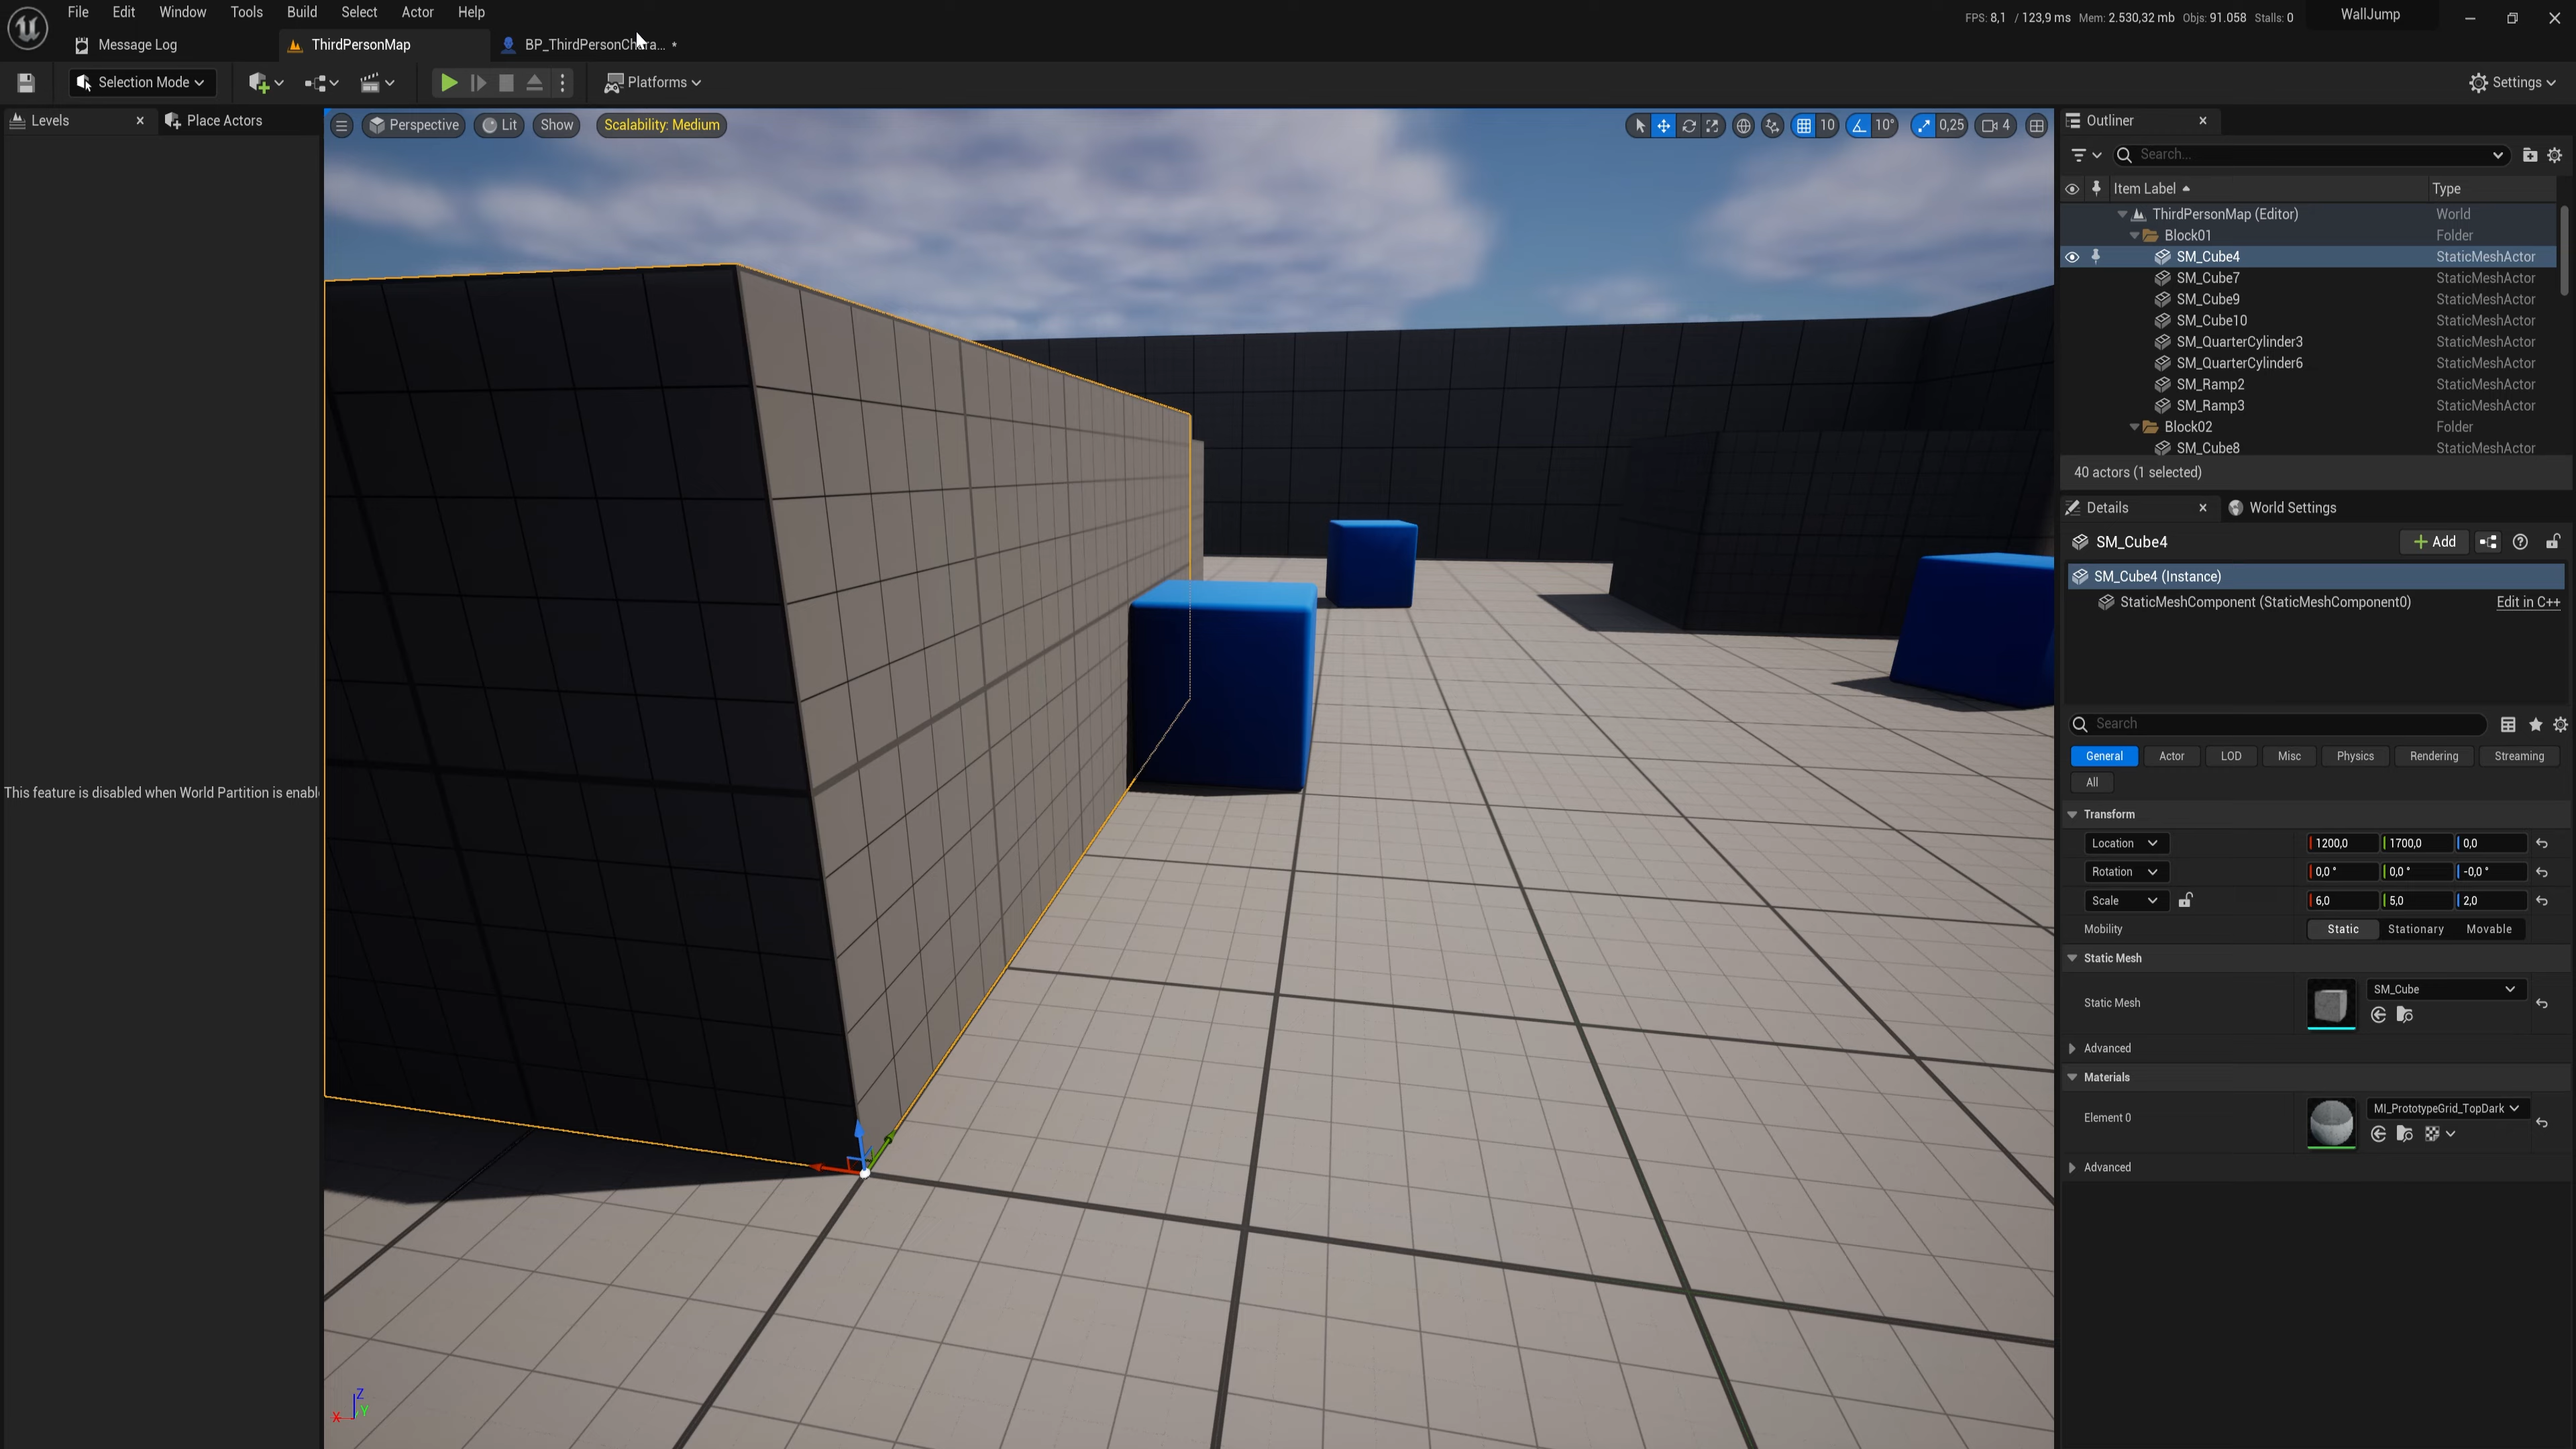 File Edit Window Tools Build Select Actor Help
FPS: 8,1 / 123,9 ms Mem: 2.530,32 mb Objs: 91.058 Stalls: 0
WallJump
Message Log
ThirdPersonMap
BP_ThirdPersonChara... *
Selection Mode
Platforms
Settings
Levels
Place Actors
Perspective
Lit
Show
Scalability: Medium
10
10°
0,25
4
Outliner
Search...
Item Label
Type
ThirdPersonMap (Editor) World
Block01 Folder
SM_Cube4 StaticMeshActor
SM_Cube7 StaticMeshActor
SM_Cube9 StaticMeshActor
SM_Cube10 StaticMeshActor
SM_QuarterCylinder3 StaticMeshActor
SM_QuarterCylinder6 StaticMeshActor
SM_Ramp2 StaticMeshActor
SM_Ramp3 StaticMeshActor
Block02 Folder
SM_Cube8 StaticMeshActor
40 actors (1 selected)
Details
World Settings
SM_Cube4
Add
SM_Cube4 (Instance)
StaticMeshComponent (StaticMeshComponent0) Edit in C++
Search
General Actor LOD Misc Physics Rendering Streaming
All
This feature is disabled when World Partition is enabl
Transform
Location 1200,0 1700,0 0,0
Rotation 0,0 ° 0,0 ° -0,0 °
Scale 6,0 5,0 2,0
Mobility Static Stationary Movable
Static Mesh
Static Mesh SM_Cube
Advanced
Materials
Element 0 MI_PrototypeGrid_TopDark
Advanced
Z
X Y